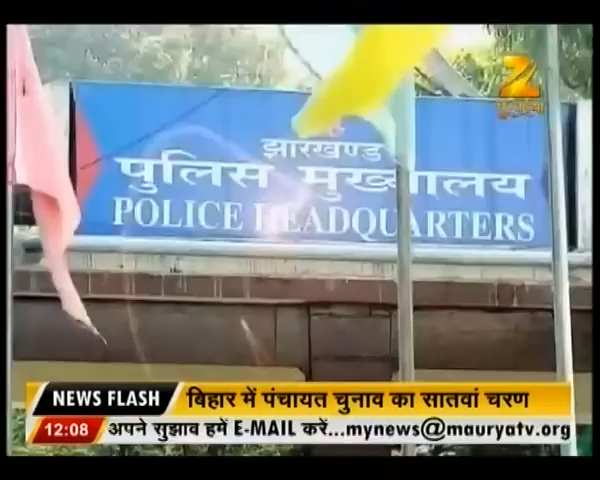 झारखण्ड
पुलिस मुख्यालय
POLICE HEADQUARTERS
NEWS FLASH
बिहार में पंचायत चुनाव का सातवां चरण
12:08
अपने सुझाव हमें E-MAIL करें...mynews@mauryatv.org